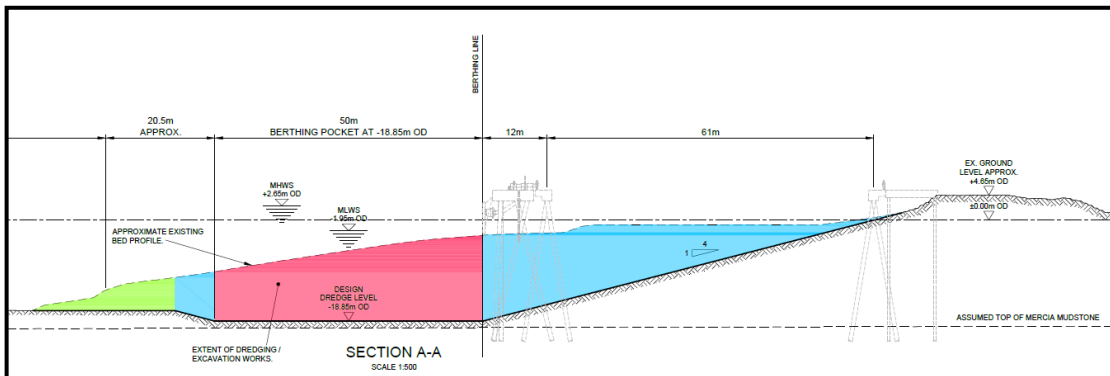 BERTHING LINE
20.5m
APPROX.
50m
BERTHING POCKET AT -18.85m OD
12m
61m
MHWS
+2.65m OD
MLWS
-1.95m OD
EX. GROUND
LEVEL APPROX.
+4.65m OD
±0.00m OD
APPROXIMATE EXISTING
BED PROFILE.
4
1
DESIGN
DREDGE LEVEL
-18.85m OD
ASSUMED TOP OF MERCIA MUDSTONE
EXTENT OF DREDGING /
EXCAVATION WORKS.
SECTION A-A
SCALE 1:500